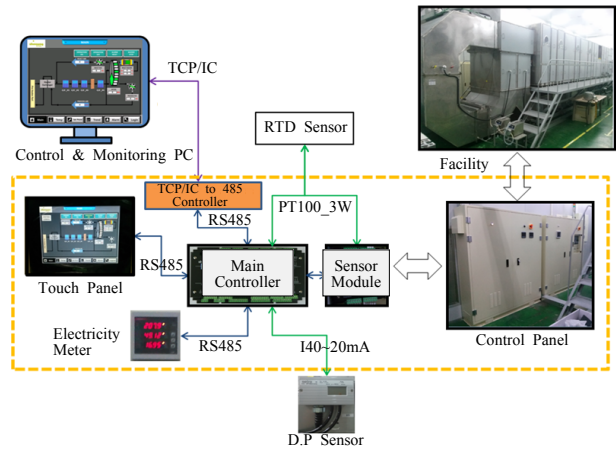 TCP/IC
RTD Sensor
Control & Monitoring PC
Facility
TCP/IC to 485
Controller
PT100_3W
RS485
RS485
Main
Controller
Sensor
Module
Touch Panel
Electricity
Meter
RS485
I40~20mA
Control Panel
D.P Sensor